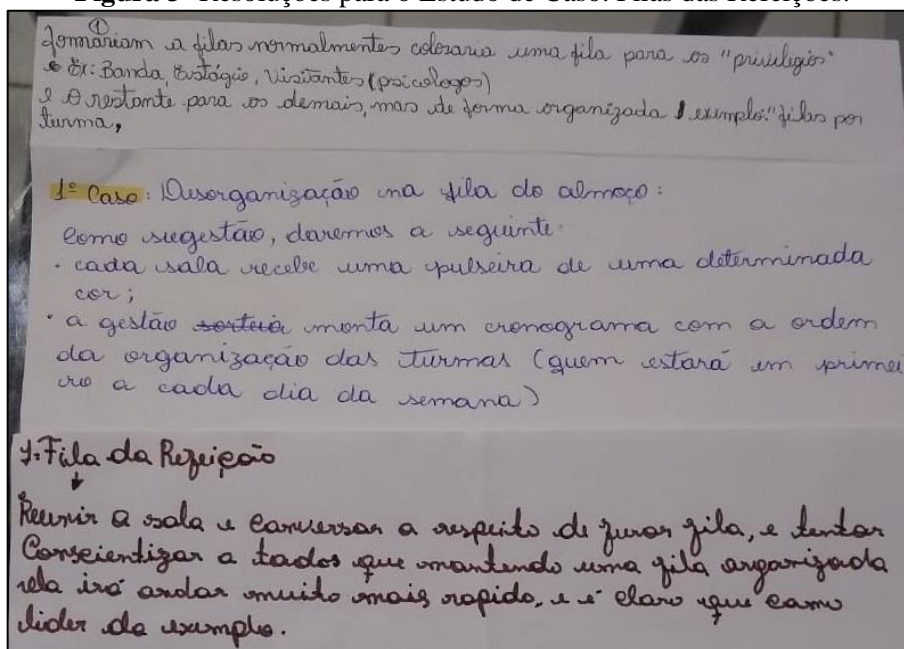 Figura 3- Resoluções para o Estudo de Caso: Filas das Refeições.
①
formariam a filas normalmentes colocaria uma fila para os "privilégios"
Ex: Banda, Estágio, Visitantes (psicologos)
e O restante para os demais, mas de forma organizada exemplo: "filas por
turma,
1º Caso: Desorganização na fila do almoço:
Como sugestão, daremos a seguinte:
· cada sala recebe uma pulseira de uma determinada
cor;
· a gestão sorteia monta um cronograma com a ordem
da organização das turmas (quem estará em primei
ro a cada dia da semana)
1. Fila da Refeição
Reunir a sala e conversar a respeito de furar fila, e tentar
Conscientizar a todos que mantendo uma fila organizada
ela irá andar muito mais rapido, e é claro que como
lider da exemplo.